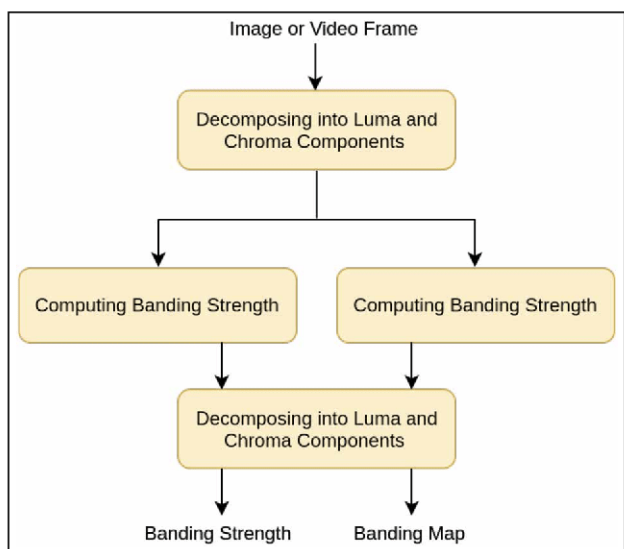 Image or Video Frame
Decomposing into Luma and
Chroma Components
Computing Banding Strength
Computing Banding Strength
Decomposing into Luma and
Chroma Components
Banding Strength
Banding Map